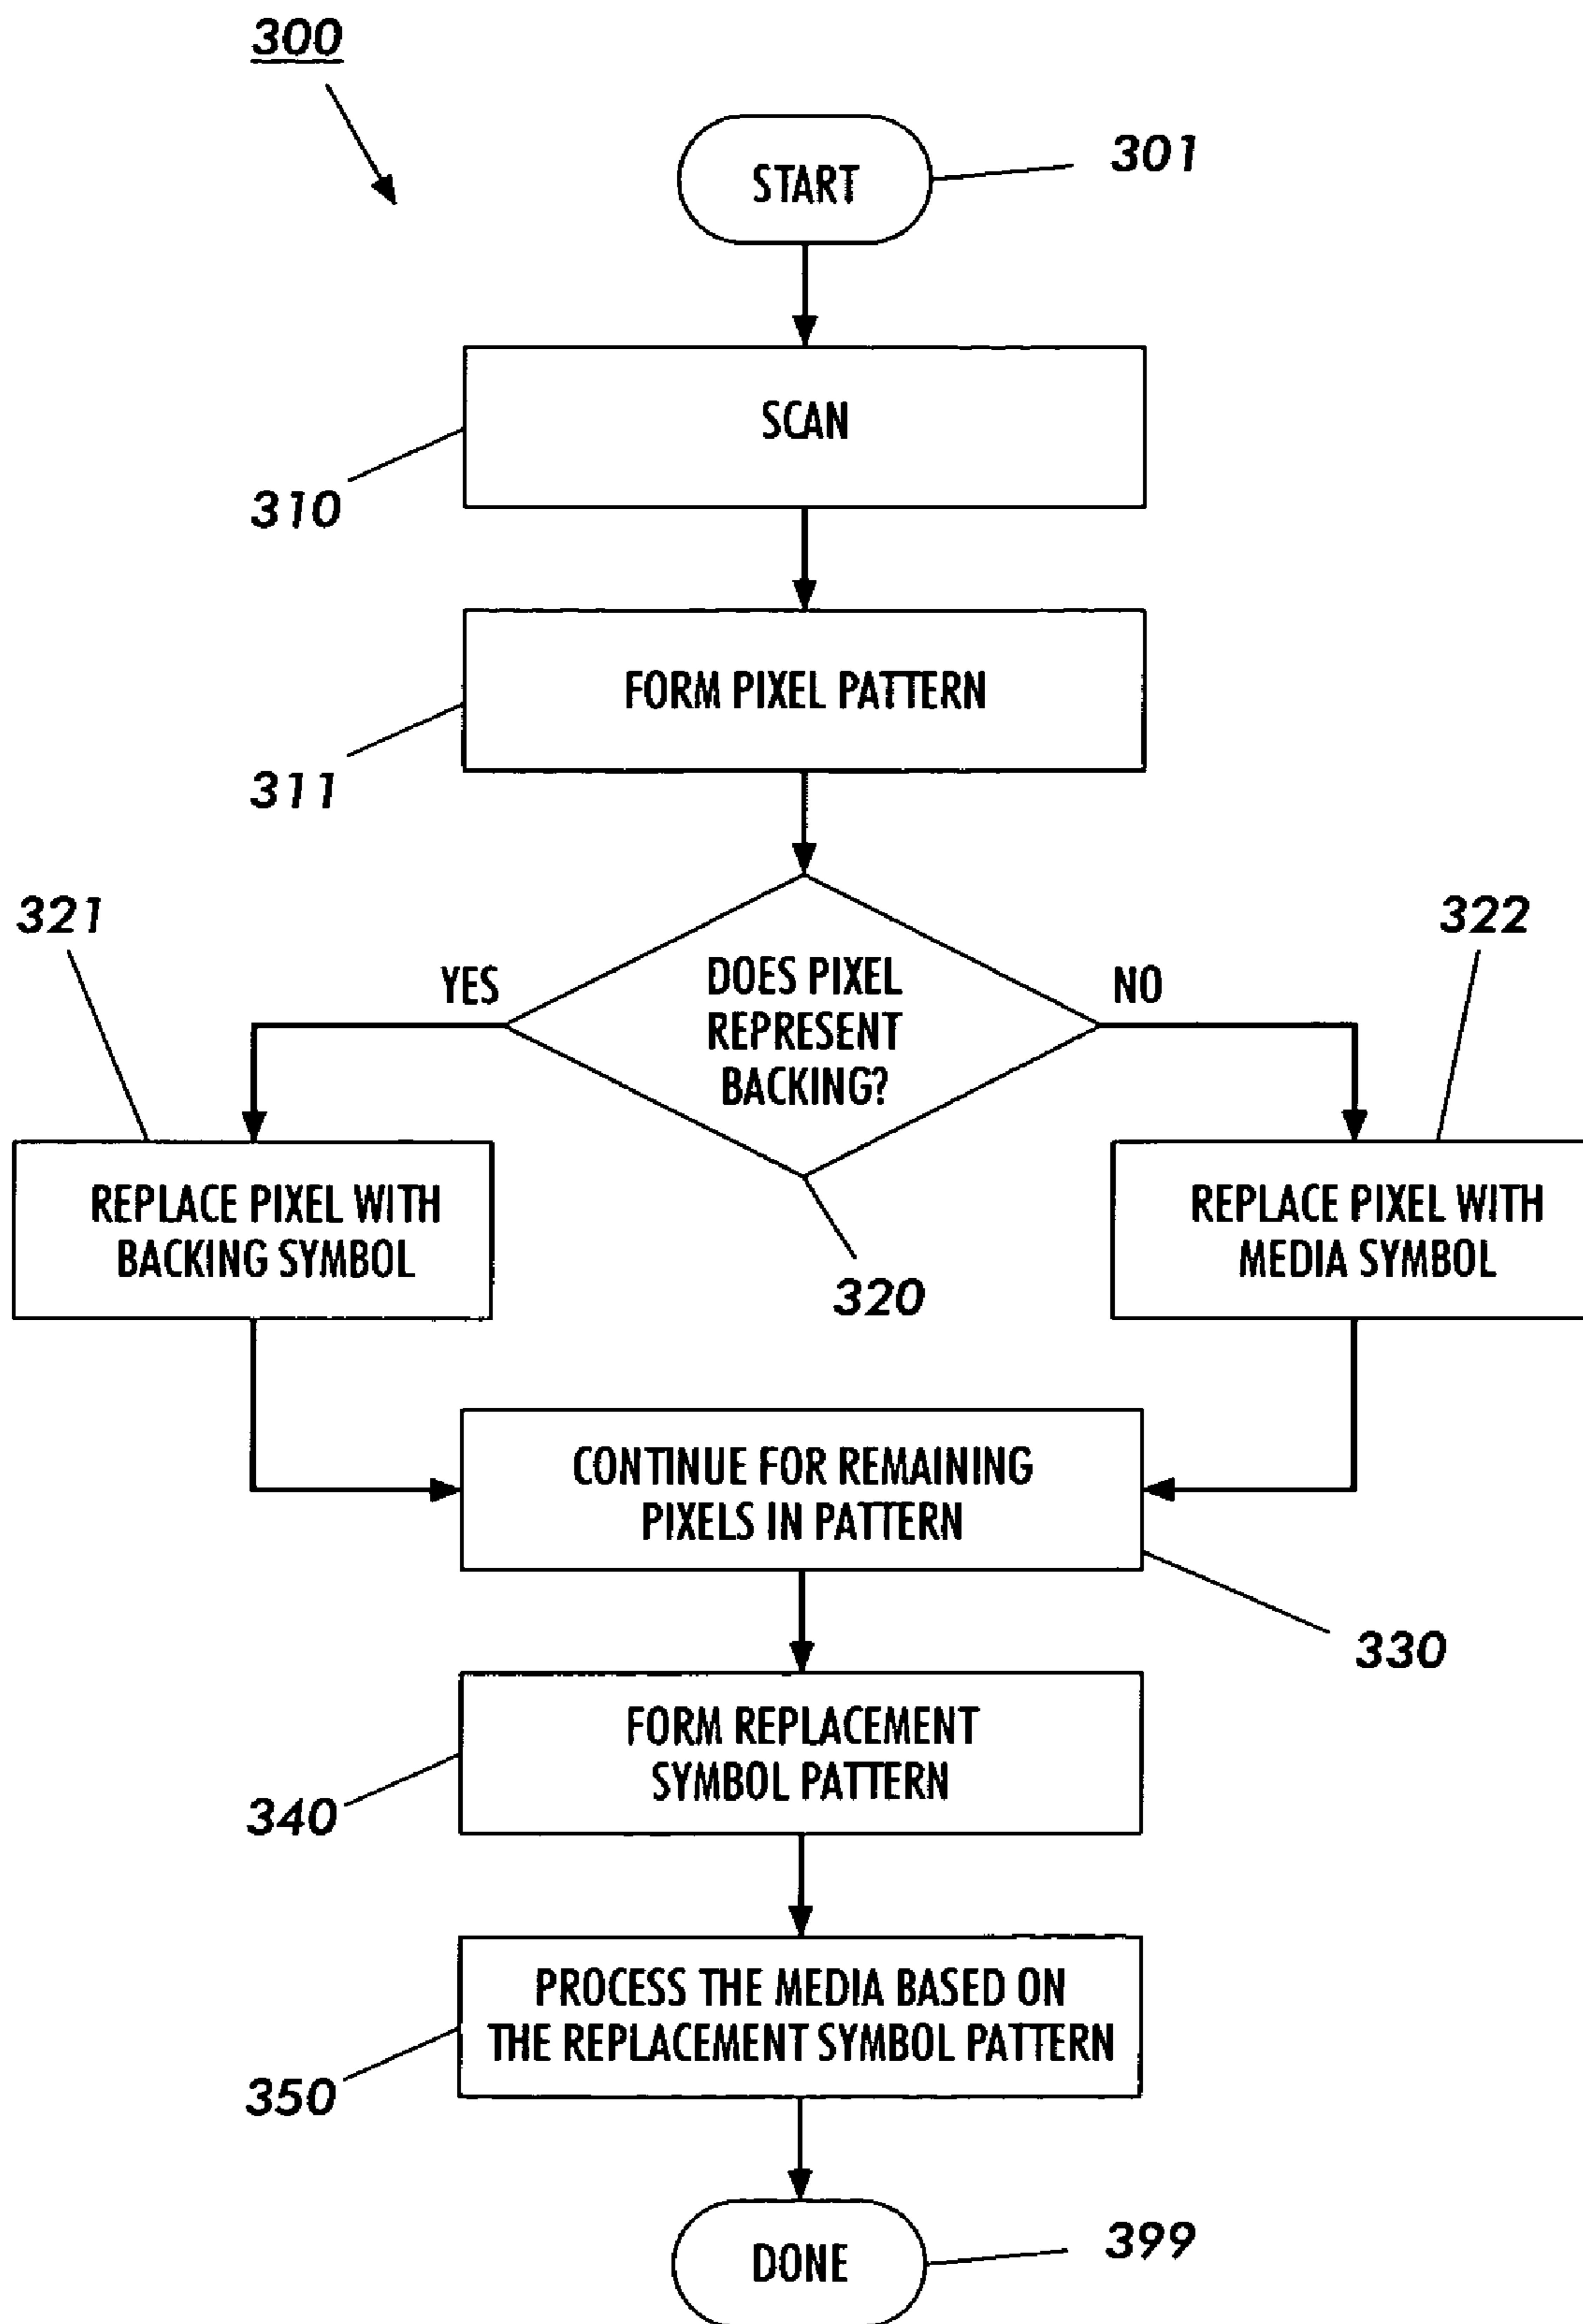 300
START
301
SCAN
310
FORM PIXEL PATTERN
311
321
322
YES
DOES PIXEL
REPRESENT
BACKING?
NO
REPLACE PIXEL WITH
BACKING SYMBOL
REPLACE PIXEL WITH
MEDIA SYMBOL
320
CONTINUE FOR REMAINING
PIXELS IN PATTERN
330
FORM REPLACEMENT
SYMBOL PATTERN
340
PROCESS THE MEDIA BASED ON
THE REPLACEMENT SYMBOL PATTERN
350
DONE
399